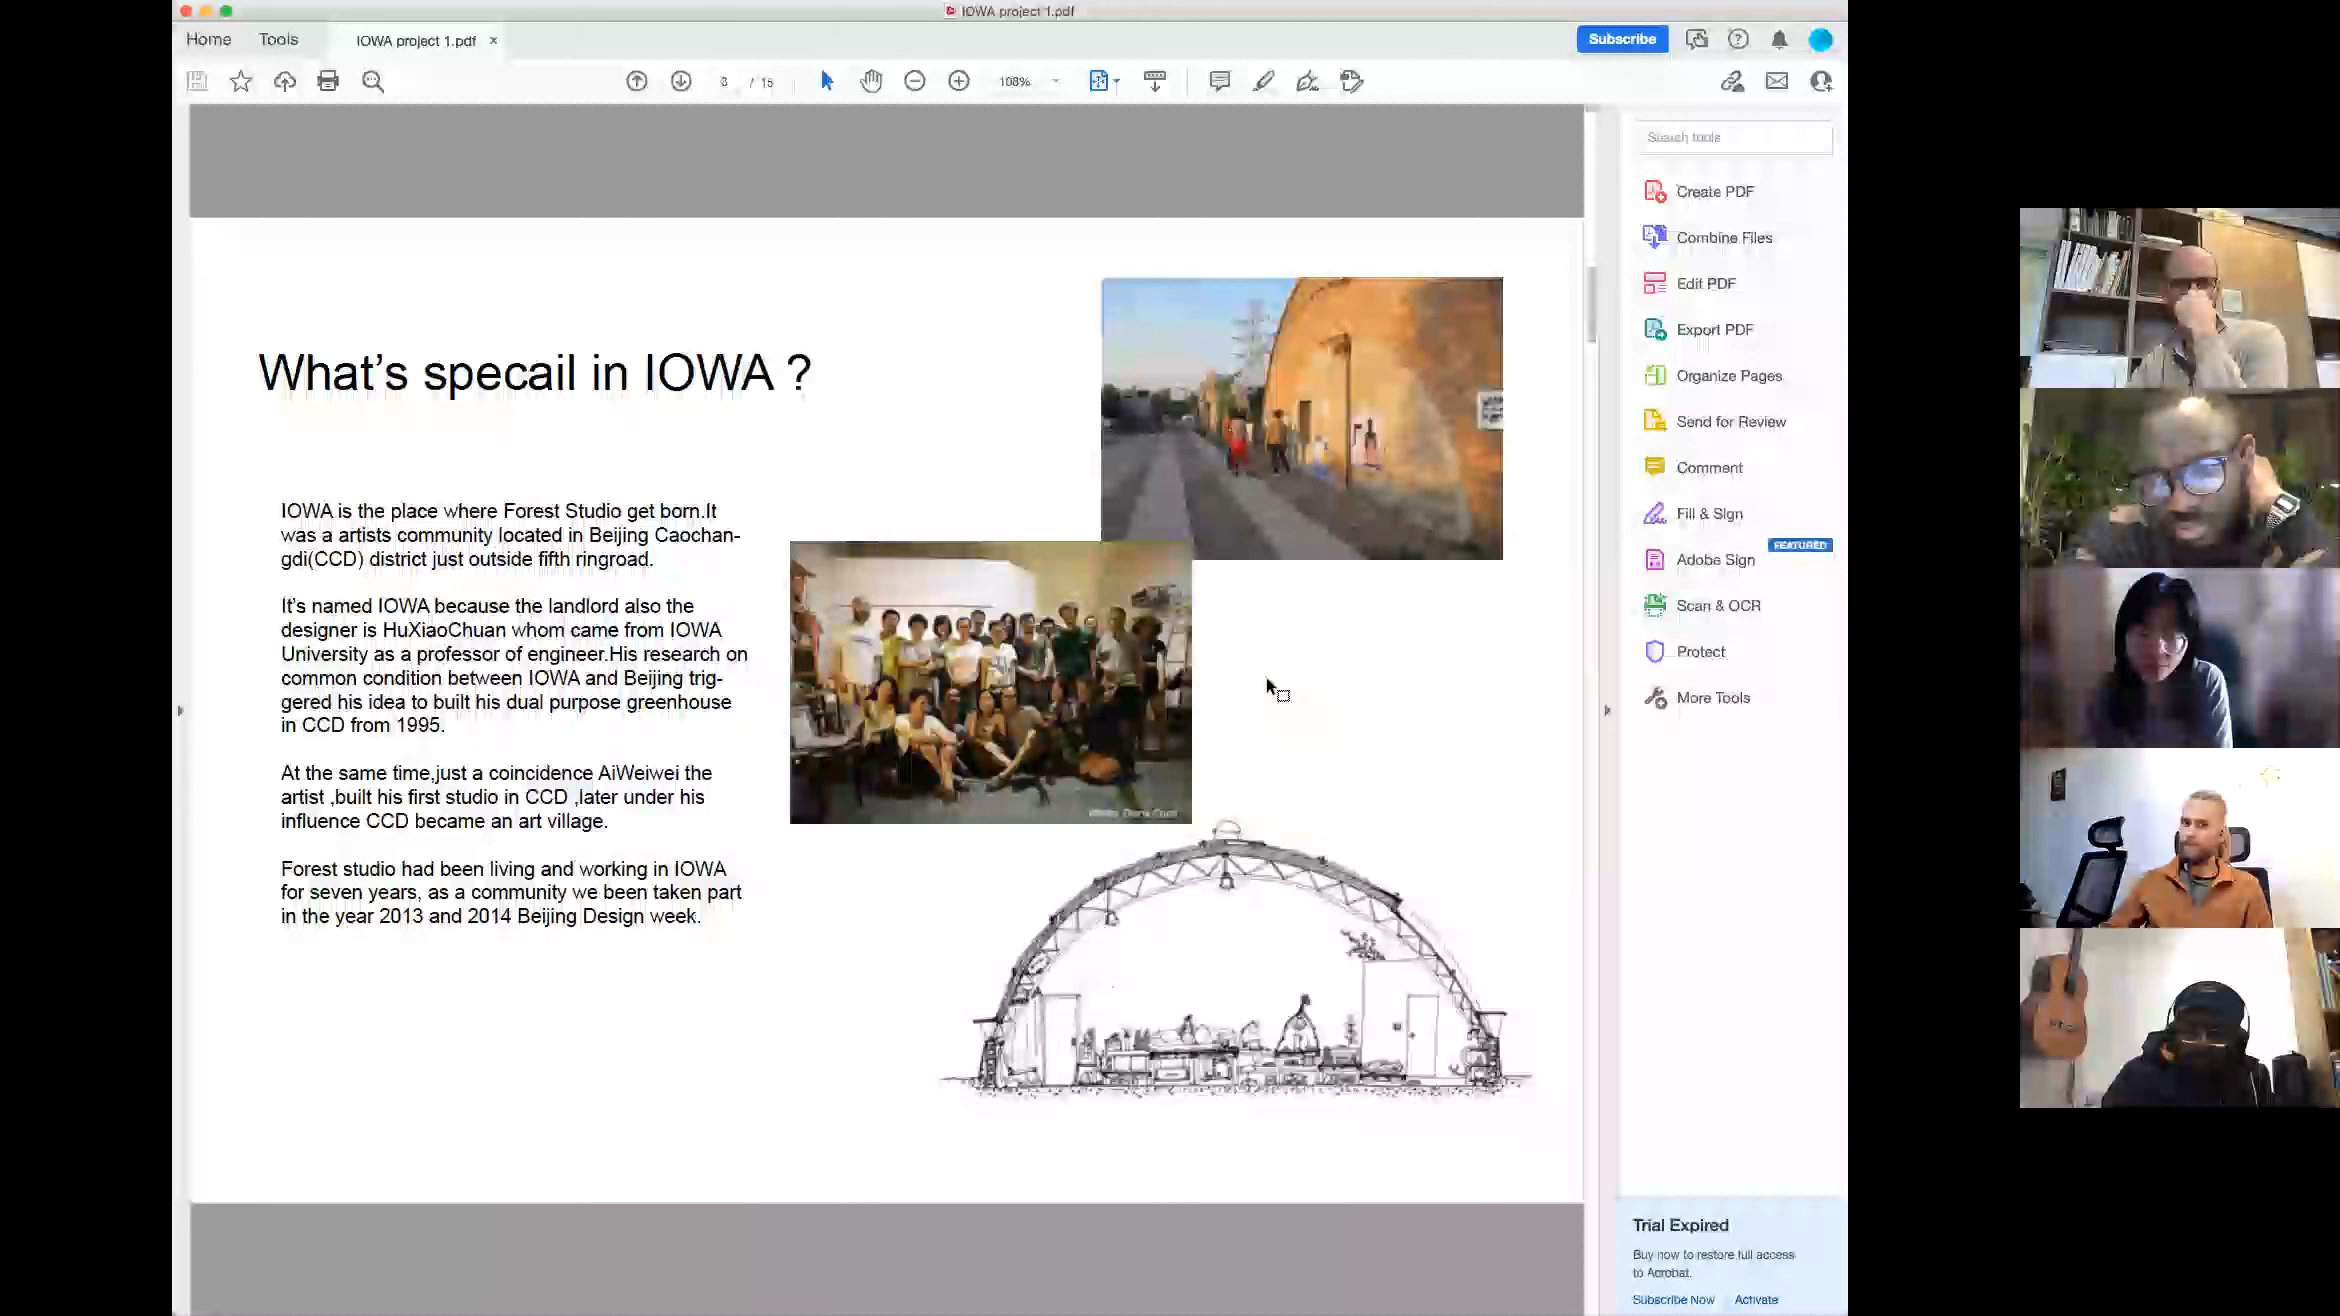 IOWA project 1.pdf
Home
Tools
IOWA project 1.pdf ×
Subscribe
3 / 15
108%
Search tools
Create PDF
Combine Files
Edit PDF
Export PDF
Organize Pages
Send for Review
Comment
Fill & Sign
FEATURED
Adobe Sign
Scan & OCR
Protect
More Tools
What's specail in IOWA ?
IOWA is the place where Forest Studio get born.It
was a artists community located in Beijing Caochan-
gdi(CCD) district just outside fifth ringroad.
It's named IOWA because the landlord also the
designer is HuXiaoChuan whom came from IOWA
University as a professor of engineer.His research on
common condition between IOWA and Beijing trig-
gered his idea to built his dual purpose greenhouse
in CCD from 1995.
At the same time,just a coincidence AiWeiwei the
artist ,built his first studio in CCD ,later under his
influence CCD became an art village.
Forest studio had been living and working in IOWA
for seven years, as a community we been taken part
in the year 2013 and 2014 Beijing Design week.
Trial Expired
Buy now to restore full access
to Acrobat.
Subscribe Now
Activate